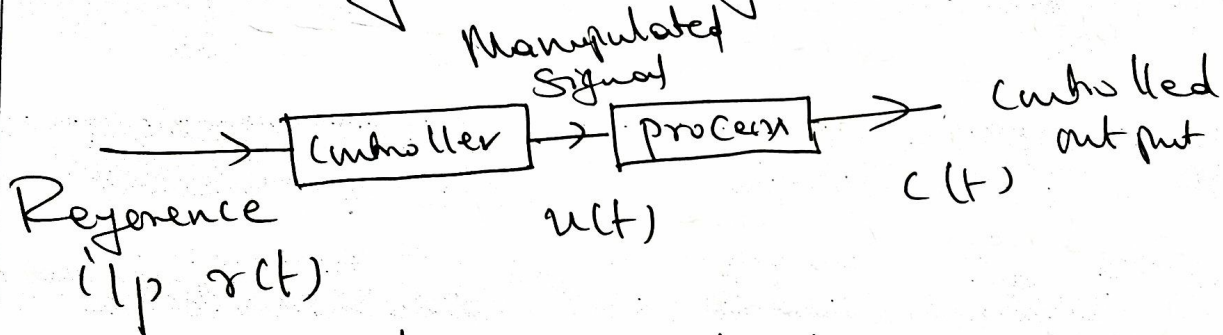 Manipulated
Signal
Controller
process
Controlled
output
Reference
i/p r(t)
u(t)
c(t)